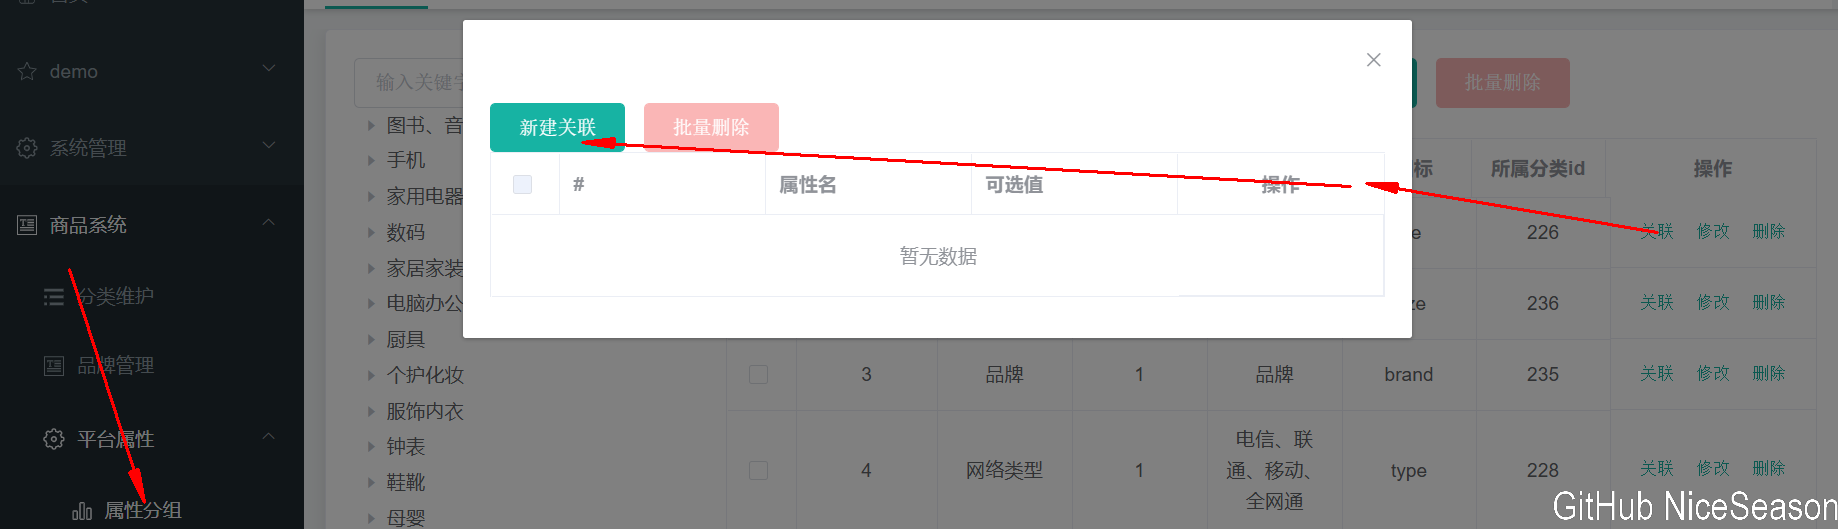 demo
系统管理
商品系统
分类维护
品牌管理
平台属性
属性分组
输入关键字
图书、音
手机
家用电器
数码
家居家装
电脑办公
厨具
个护化妆
服饰内衣
钟表
鞋靴
母婴
新建关联 批量删除
# 属性名 可选值 操作
暂无数据
批量删除
标 所属分类id 操作
e 226 关联 修改 删除
ze 236 关联 修改 删除
3 品牌 1 品牌 brand 235 关联 修改 删除
4 网络类型 1 电信、联通、移动、全网通 type 228 关联 修改 删除
GitHub NiceSeason